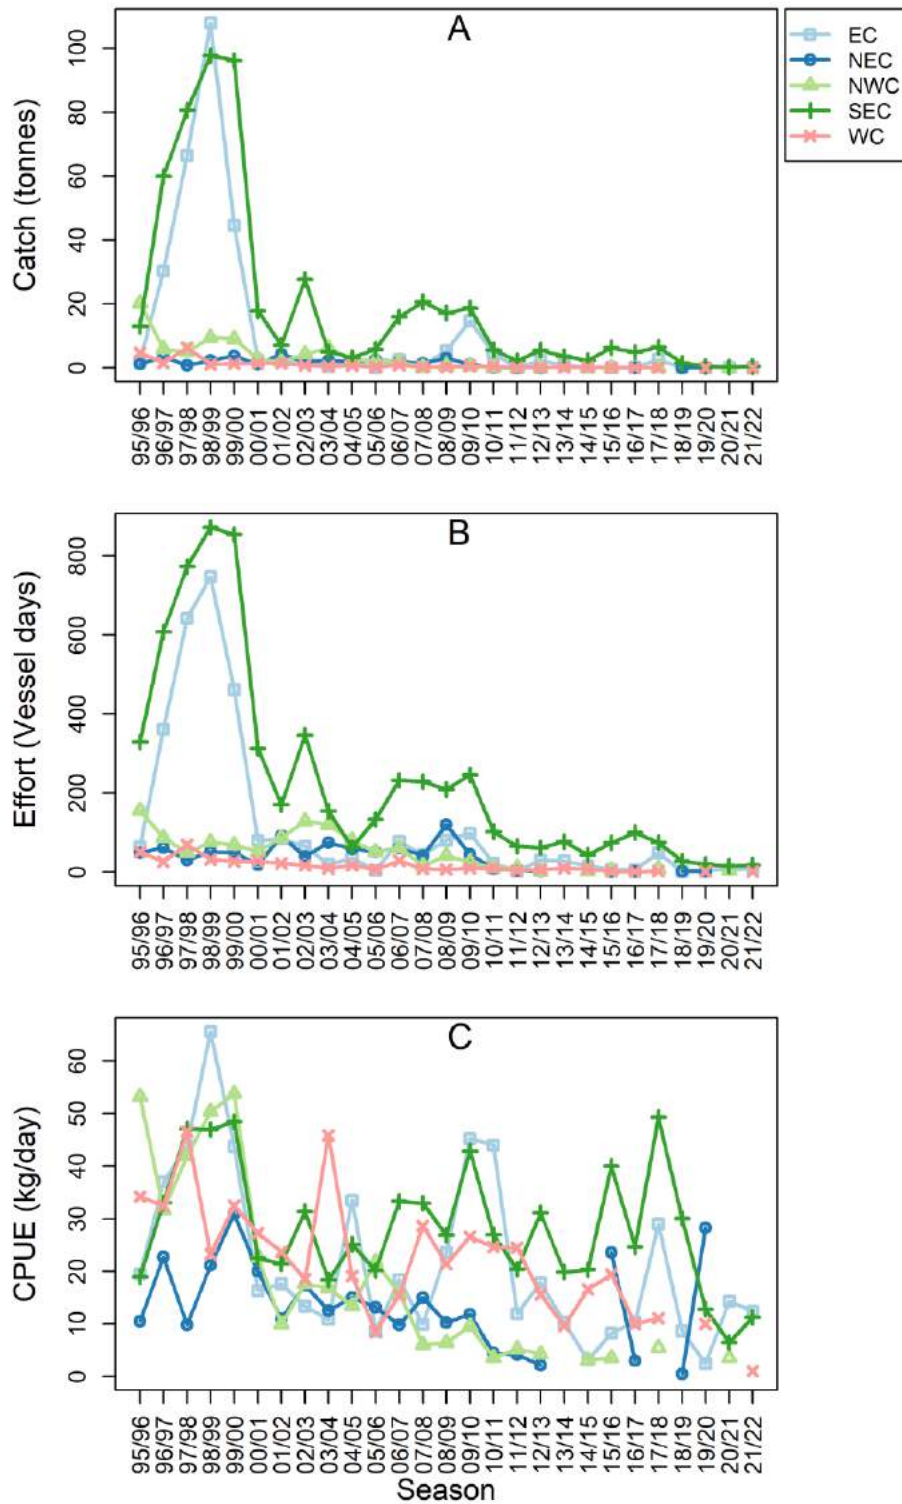 A
EC
NEC
NWC
SEC
WC
Catch (tonnes)
0 20 40 60 80 100
95/96 96/97 97/98 98/99 99/00 00/01 01/02 02/03 03/04 04/05 05/06 06/07 07/08 08/09 09/10 10/11 11/12 12/13 13/14 14/15 15/16 16/17 17/18 18/19 19/20 20/21 21/22
B
Effort (Vessel days)
0 200 400 600 800
95/96 96/97 97/98 98/99 99/00 00/01 01/02 02/03 03/04 04/05 05/06 06/07 07/08 08/09 09/10 10/11 11/12 12/13 13/14 14/15 15/16 16/17 17/18 18/19 19/20 20/21 21/22
C
CPUE (kg/day)
0 10 20 30 40 50 60
95/96 96/97 97/98 98/99 99/00 00/01 01/02 02/03 03/04 04/05 05/06 06/07 07/08 08/09 09/10 10/11 11/12 12/13 13/14 14/15 15/16 16/17 17/18 18/19 19/20 20/21 21/22
Season